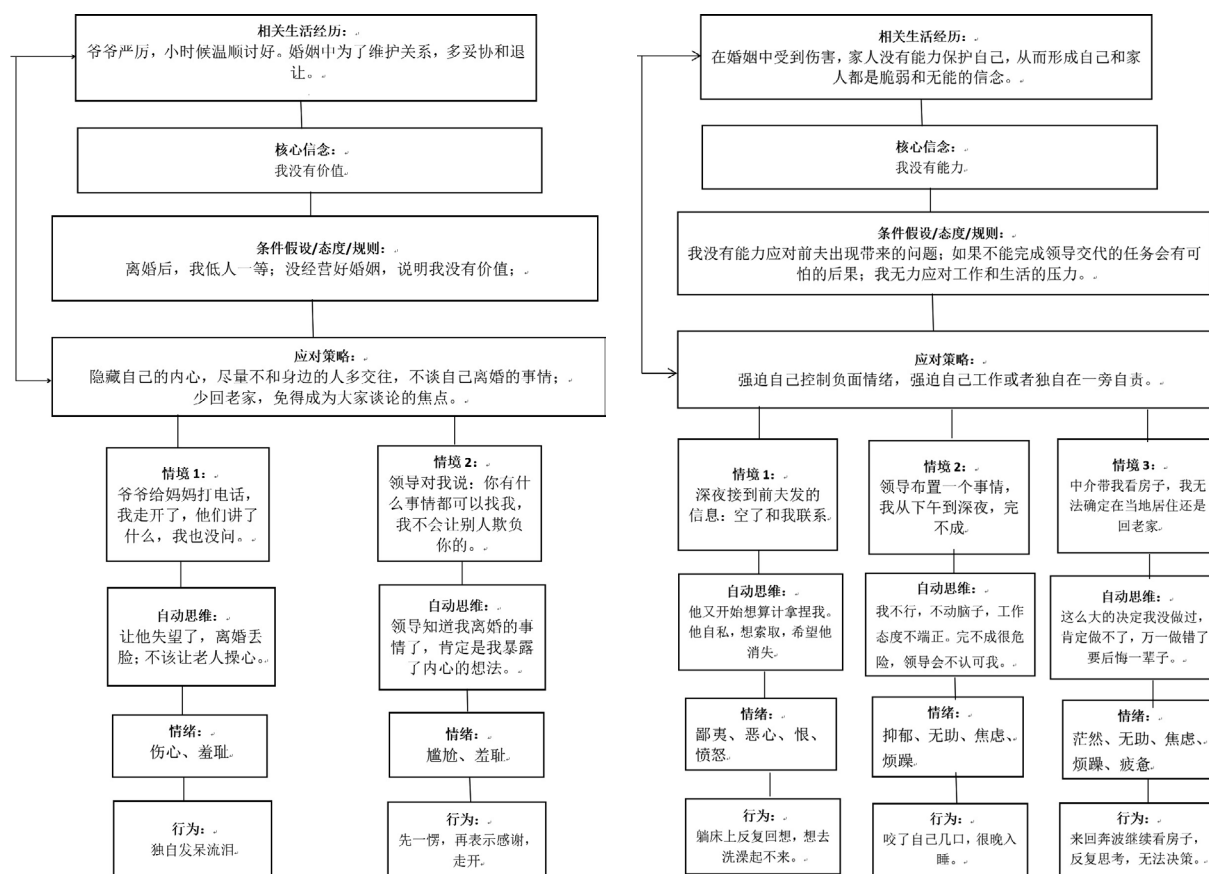 相关生活经历：
爷爷严厉，小时候温顺讨好。婚姻中为了维护关系，多妥协和退
让。
核心信念：
我没有价值
条件假设/态度/规则：
离婚后，我低人一等；没经营好婚姻，说明我没有价值；
应对策略：
隐藏自己的内心，尽量不和身边的人多交往，不谈自己离婚的事情；
少回老家，免得成为大家谈论的焦点。
情境 1：
爷爷给妈妈打电话，
我走开了，他们讲了
什么，我也没问。
自动思维：
让他失望了，离婚丢
脸；不该让老人操心。
情绪：
伤心、羞耻
行为：
独自发呆流泪
情境 2：
领导对我说：你有什
么事情都可以找我，
我不会让别人欺负
你的。
自动思维：
领导知道我离婚的事
情了，肯定是我暴露
了内心的想法。
情绪：
尴尬、羞耻
行为：
先一愣，再表示感谢，
走开
相关生活经历：
在婚姻中受到伤害，家人没有能力保护自己，从而形成自己和家
人都是脆弱和无能的信念。
核心信念：
我没有能力
条件假设/态度/规则：
我没有能力应对前夫出现带来的问题；如果不能完成领导交代的任务会有可
怕的后果；我无力应对工作和生活的压力。
应对策略：
强迫自己控制负面情绪，强迫自己工作或者独自在一旁自责。
情境 1：
深夜接到前夫发的
信息：空了和我联系
自动思维：
他又开始想算计拿捏我。
他自私，想索取，希望他
消失
情绪：
鄙夷、恶心、恨、
愤怒
行为：
躺床上反复回想，想去
洗澡起不来。
情境 2：
领导布置一个事情，
我从下午到深夜，完
不成
自动思维：
我不行，不动脑子，工作
态度不端正。完不成很危
险，领导会不认可我。
情绪：
抑郁、无助、焦虑、
烦躁
行为：
咬了自己几口，很晚入
睡。
情境 3：
中介带我看房子，我无
法确定在当地居住还是
回老家
自动思维：
这么大的决定我没做过，
肯定做不了，万一做错了
要后悔一辈子。
情绪：
茫然、无助、焦虑、
烦躁、疲惫
行为：
来回奔波继续看房子，
反复思考，无法决策。